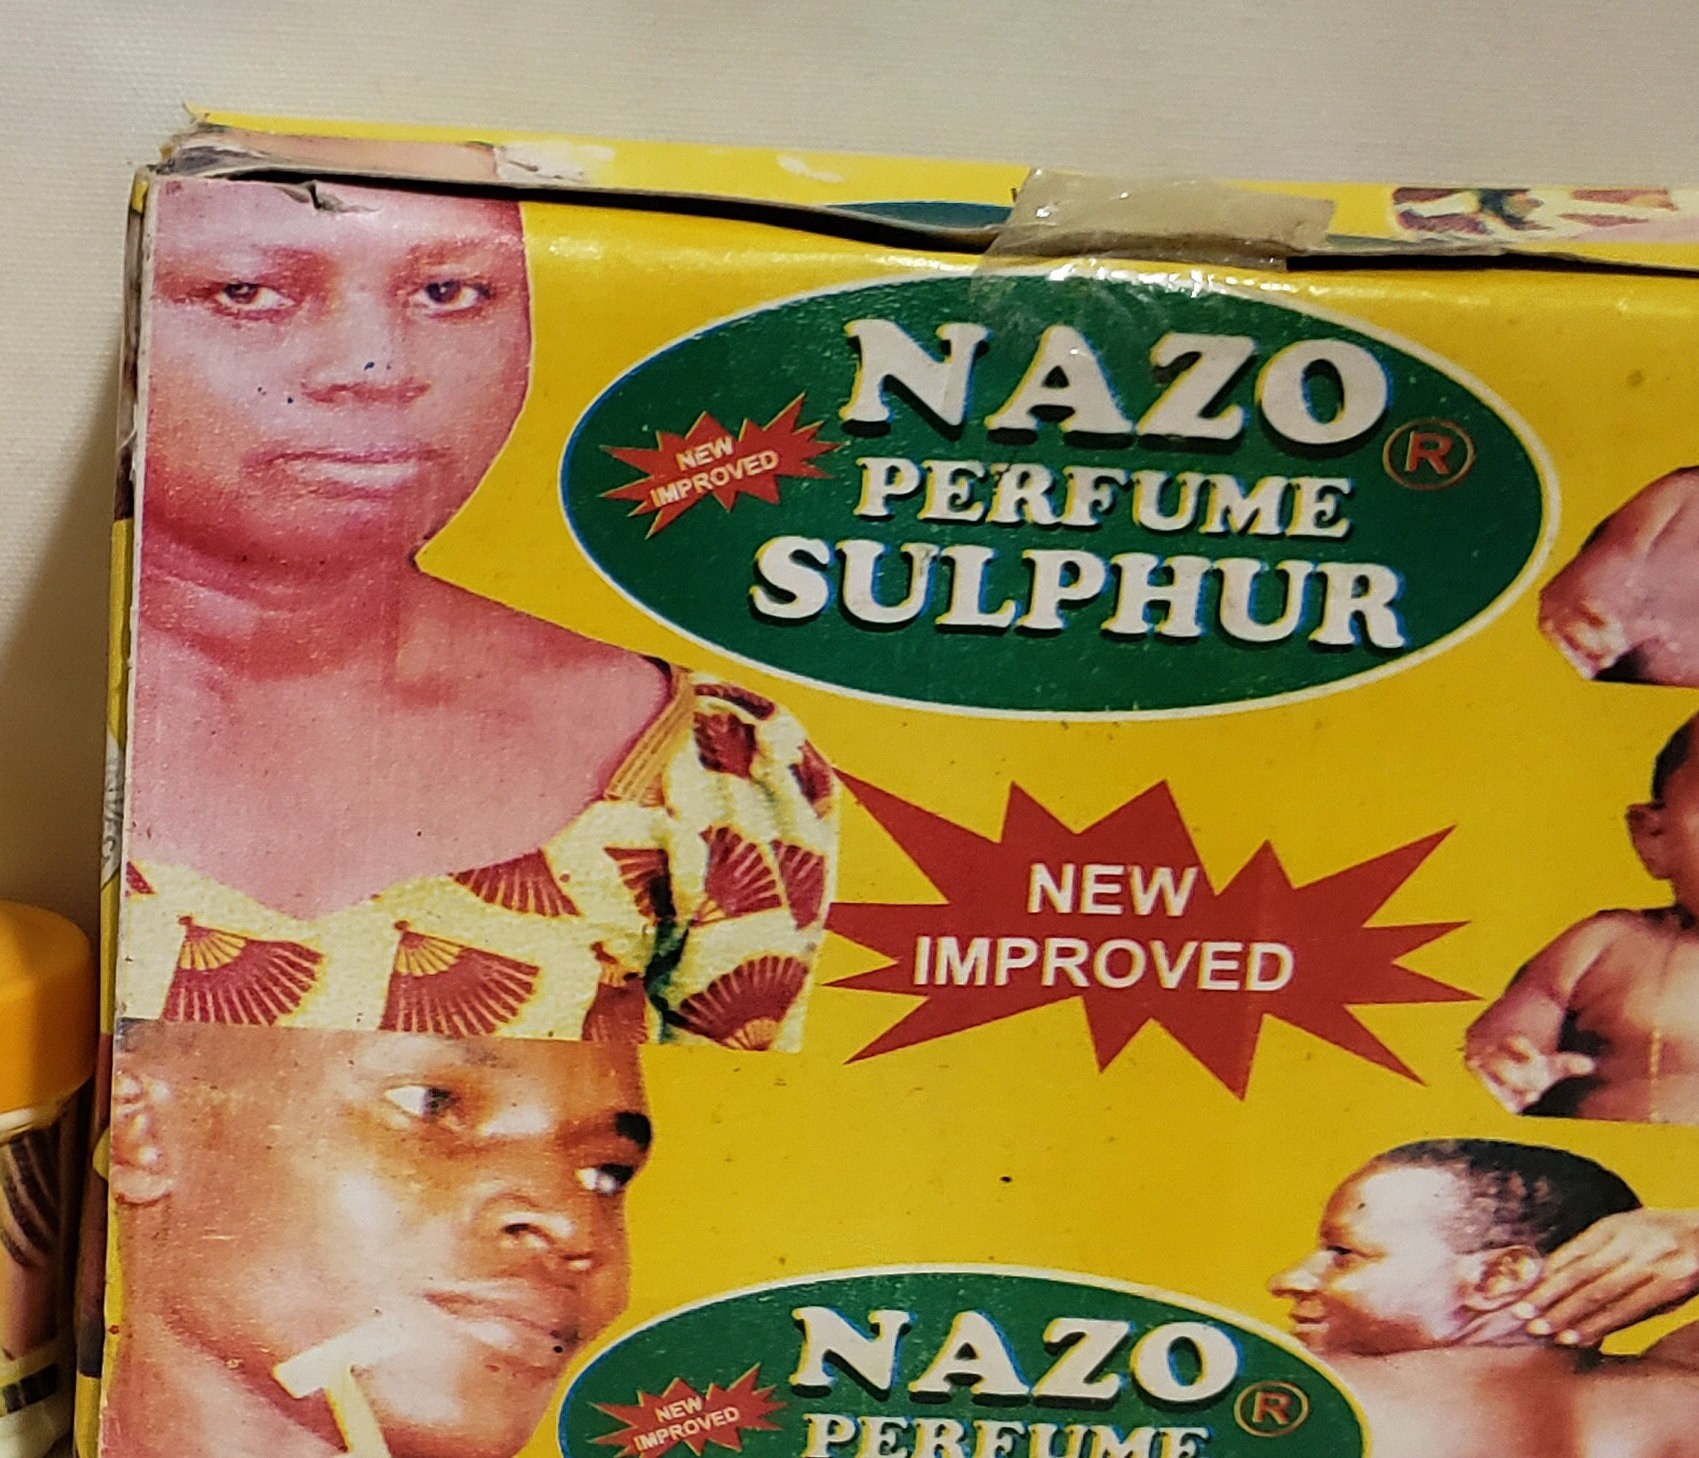 NAZO ®
PERFUME
SULPHUR
NEW
IMPROVED
NEW
IMPROVED
NAZO ®
PERFUME
NEW
IMPROVED